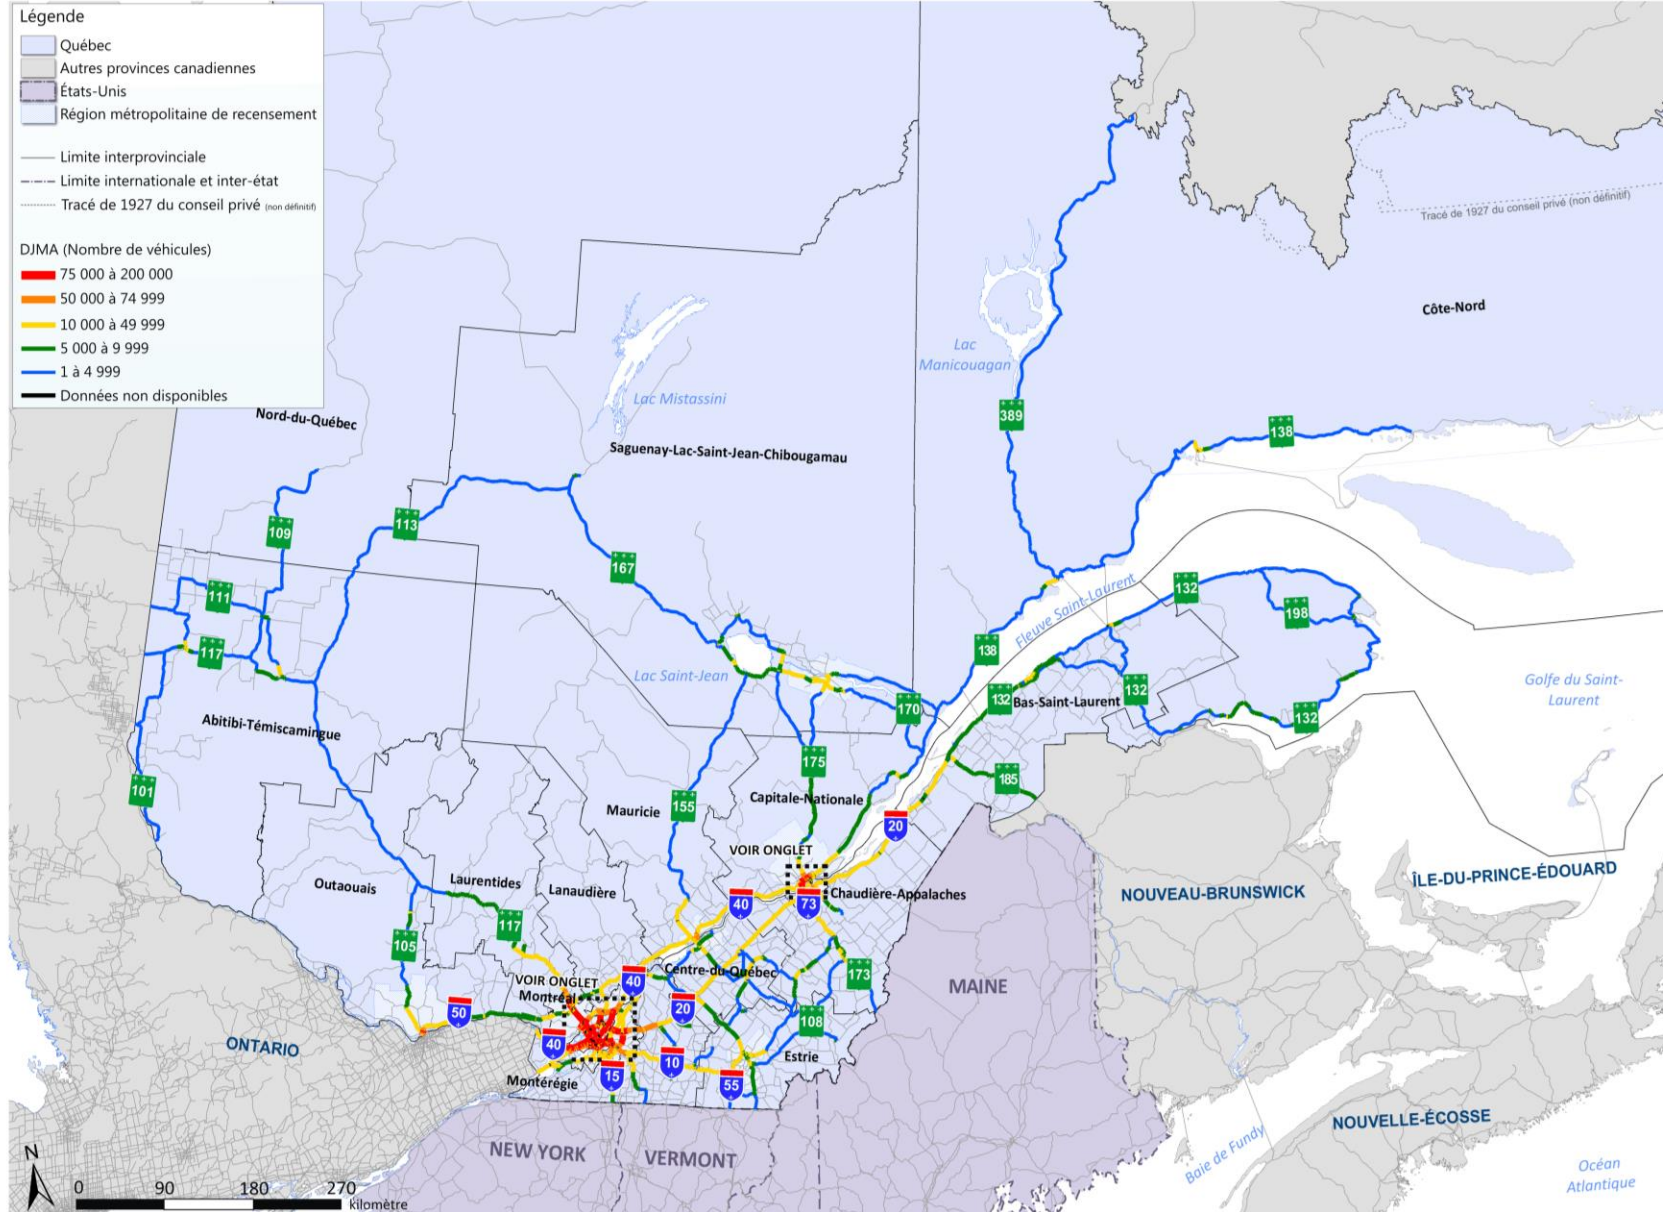 Légende
Québec
Autres provinces canadiennes
États-Unis
Région métropolitaine de recensement
Limite interprovinciale
Limite internationale et inter-état
Tracé de 1927 du conseil privé (non définitif)
DJMA (Nombre de véhicules)
75 000 à 200 000
50 000 à 74 999
10 000 à 49 999
5 000 à 9 999
1 à 4 999
Données non disponibles
Tracé de 1927 du conseil privé (non définitif)
Côte-Nord
Lac
Manicouagan
Lac Mistassini
389
138
Nord-du-Québec
Saguenay-Lac-Saint-Jean-Chibougamau
109
113
167
111
117
Fleuve Saint-Laurent
132
198
138
Lac Saint-Jean
132
Bas-Saint-Laurent
132
132
Golfe du Saint-
Laurent
170
Abitibi-Témiscamingue
101
175
185
155
Mauricie
Capitale-Nationale
20
VOIR ONGLET
Outaouais
Laurentides
Lanaudière
40
73
Chaudière-Appalaches
NOUVEAU-BRUNSWICK
ÎLE-DU-PRINCE-ÉDOUARD
105
117
Centre-du-Québec
173
VOIR ONGLET
Montréal
40
20
MAINE
50
108
ONTARIO
40
Estrie
Montérégie
15
10
55
NOUVELLE-ÉCOSSE
NEW YORK
VERMONT
Baie de Fundy
Océan
Atlantique
N
0 90 180 270
kilomètre